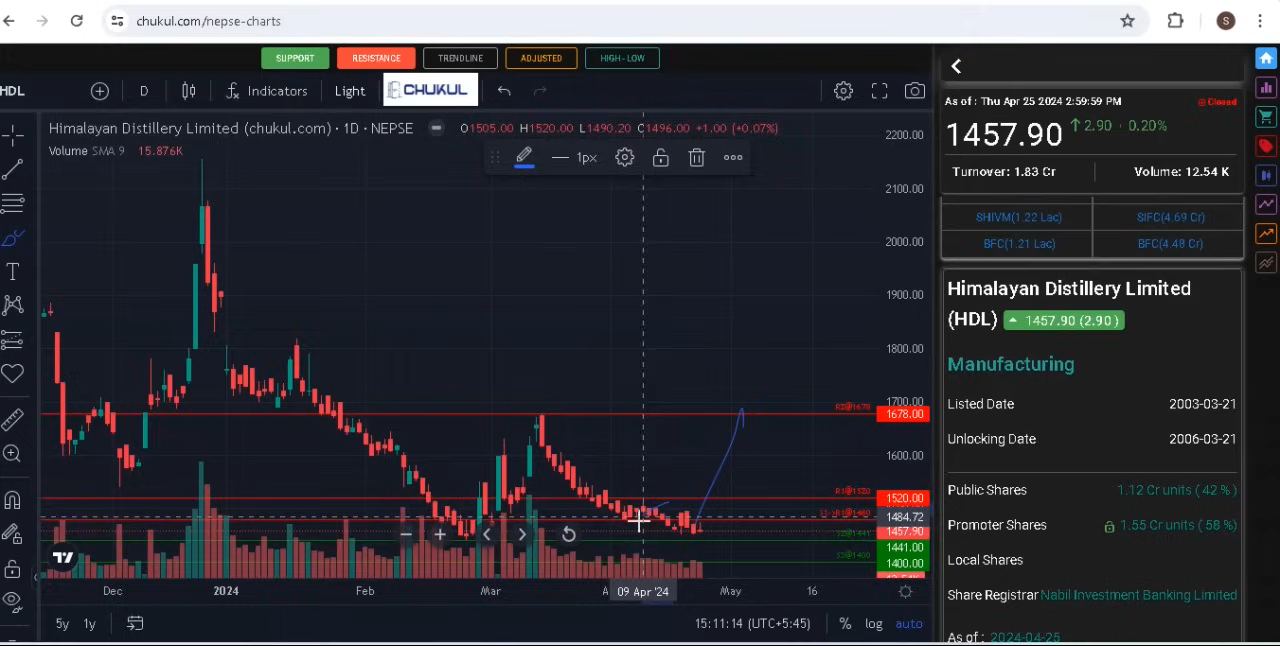 chukul.com/nepse-charts
S
SUPPORT
RESISTANCE
TRENDLINE
ADJUSTED
HIGH-LOW
HDL
D
Indicators
Light
CHUKUL
Himalayan Distillery Limited (chukul.com) · 1D · NEPSE
O1505.00 H1520.00 L1490.20 C1496.00 +1.00 (+0.07%)
Volume SMA 9 15.876K
1px
2200.00
2100.00
2000.00
1900.00
1800.00
1700.00
R2@1678
1678.00
1600.00
R1@1520
1520.00
1484.72
1457.90
S2@1441
1441.00
S3@1400
1400.00
Dec
2024
Feb
Mar
A
09 Apr '24
May
16
5y
1y
15:11:14 (UTC+5:45)
%
log
auto
As of : Thu Apr 25 2024 2:59:59 PM
Closed
1457.90
2.90 · 0.20%
Turnover: 1.83 Cr
Volume: 12.54 K
SHIVM(1.22 Lac)
SIFC(4.69 Cr)
BFC(1.21 Lac)
BFC(4.48 Cr)
Himalayan Distillery Limited
(HDL)
1457.90 (2.90)
Manufacturing
Listed Date 2003-03-21
Unlocking Date 2006-03-21
Public Shares 1.12 Cr units ( 42 % )
Promoter Shares 1.55 Cr units ( 58 % )
Local Shares
Share Registrar Nabil Investment Banking Limited
As of : 2024-04-25